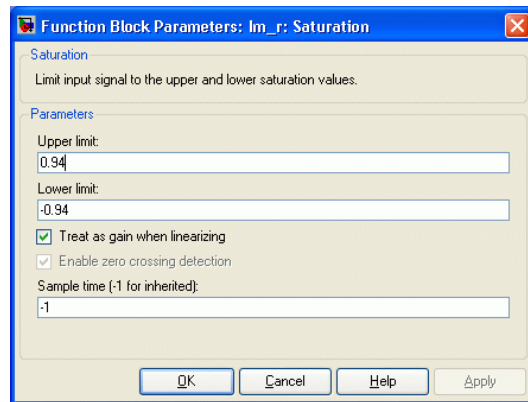 Function Block Parameters: Im_r: Saturation
Saturation
Limit input signal to the upper and lower saturation values.
Parameters
Upper limit:
0.94
Lower limit:
-0.94
Treat as gain when linearizing
Enable zero crossing detection
Sample time (-1 for inherited):
-1
OK Cancel Help Apply